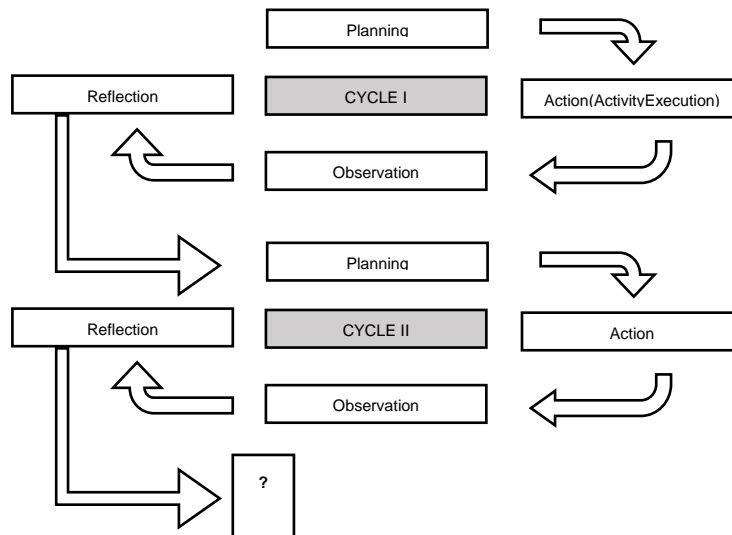 Planning
Reflection
CYCLE I
Action(ActivityExecution)
Observation
Planning
Reflection
CYCLE II
Action
Observation
?